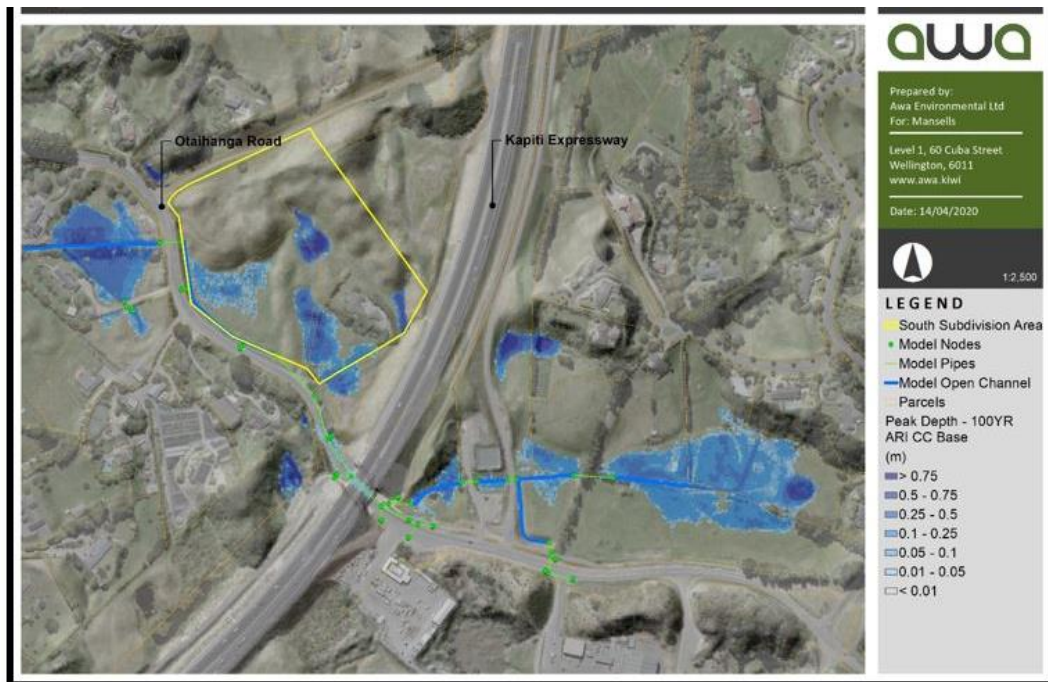 Otaihanga Road
Kapiti Expressway
awa
Prepared by:
Awa Environmental Ltd
For: Mansells
Level 1, 60 Cuba Street
Wellington, 6011
www.awa.kiwi
Date: 14/04/2020
1:2,500
LEGEND
South Subdivision Area
Model Nodes
Model Pipes
Model Open Channel
Parcels
Peak Depth - 100YR
ARI CC Base
(m)
> 0.75
0.5 - 0.75
0.25 - 0.5
0.1 - 0.25
0.05 - 0.1
0.01 - 0.05
< 0.01